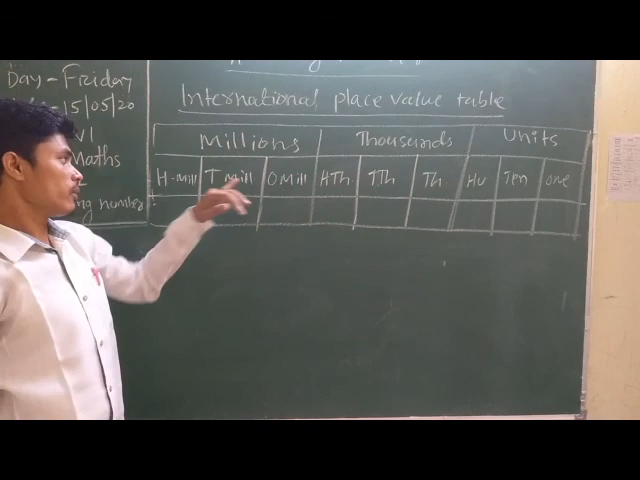 Day - Friday
15/05/20
VI
Maths
ng number
International place value table
Millions Thousands Units
H-Mill T Mill O Mill HTh TTh Th Hu Ten one